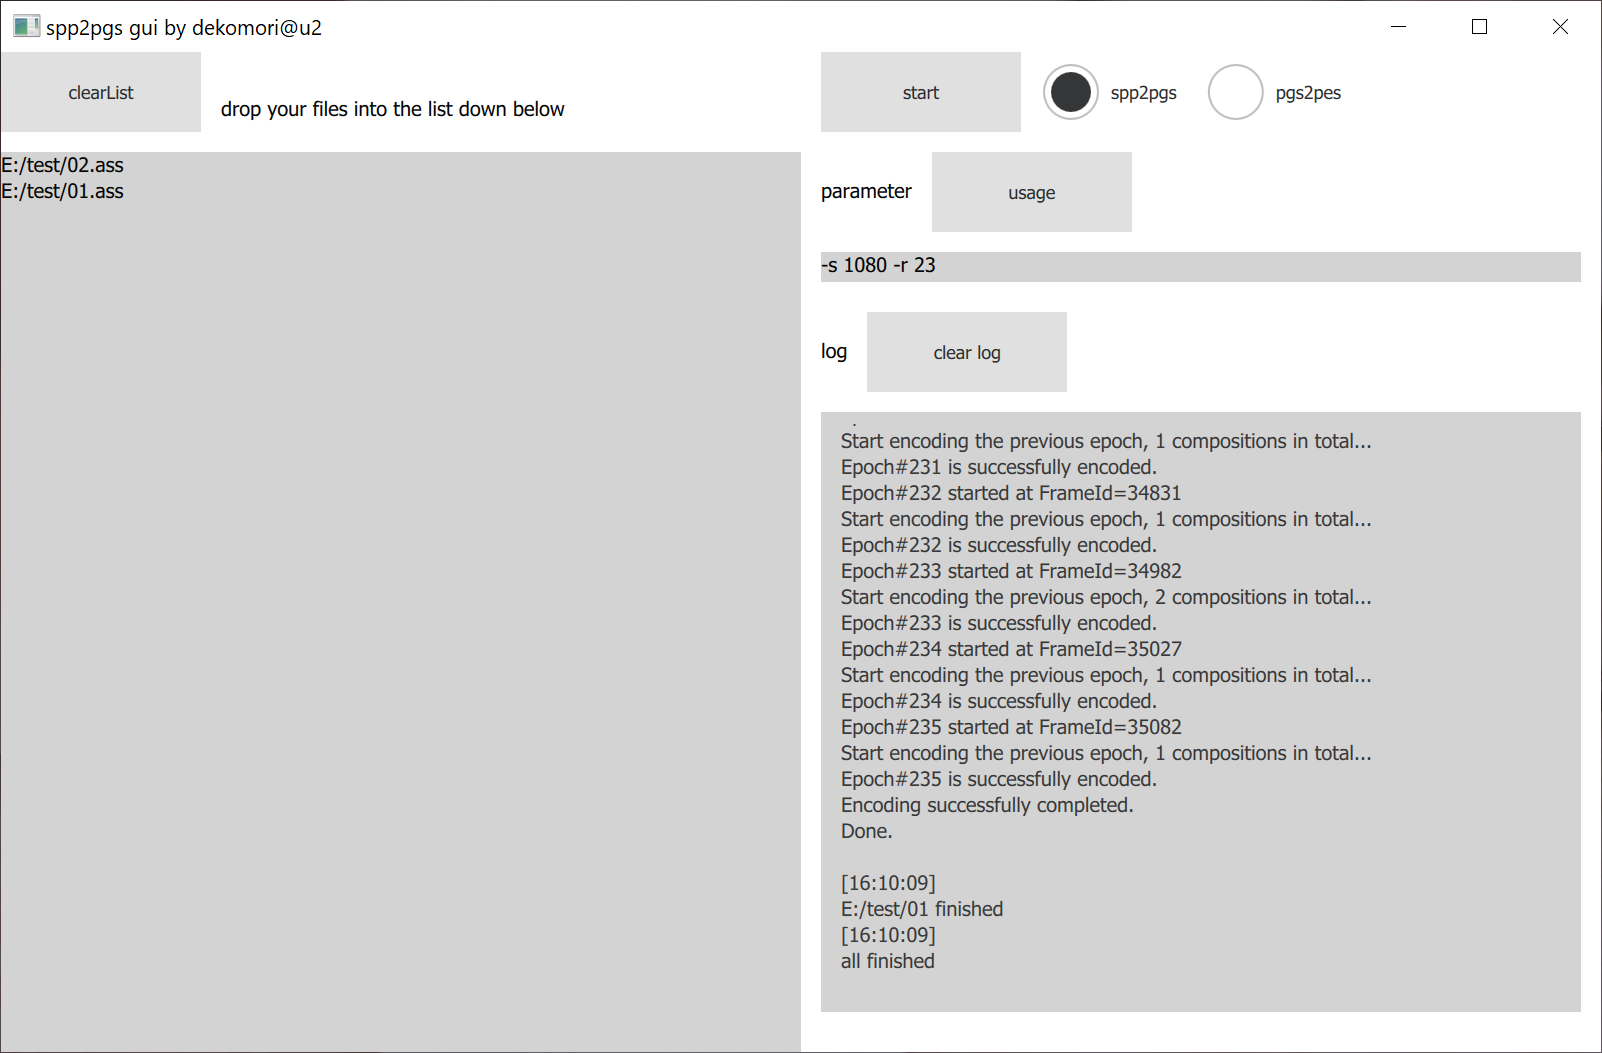 spp2pgs gui by dekomori@u2
clearList
drop your files into the list down below
E:/test/02.ass
E:/test/01.ass
start
spp2pgs
pgs2pes
parameter
usage
-s 1080 -r 23
log
clear log
Start encoding the previous epoch, 1 compositions in total...
Epoch#231 is successfully encoded.
Epoch#232 started at FrameId=34831
Start encoding the previous epoch, 1 compositions in total...
Epoch#232 is successfully encoded.
Epoch#233 started at FrameId=34982
Start encoding the previous epoch, 2 compositions in total...
Epoch#233 is successfully encoded.
Epoch#234 started at FrameId=35027
Start encoding the previous epoch, 1 compositions in total...
Epoch#234 is successfully encoded.
Epoch#235 started at FrameId=35082
Start encoding the previous epoch, 1 compositions in total...
Epoch#235 is successfully encoded.
Encoding successfully completed.
Done.
[16:10:09]
E:/test/01 finished
[16:10:09]
all finished